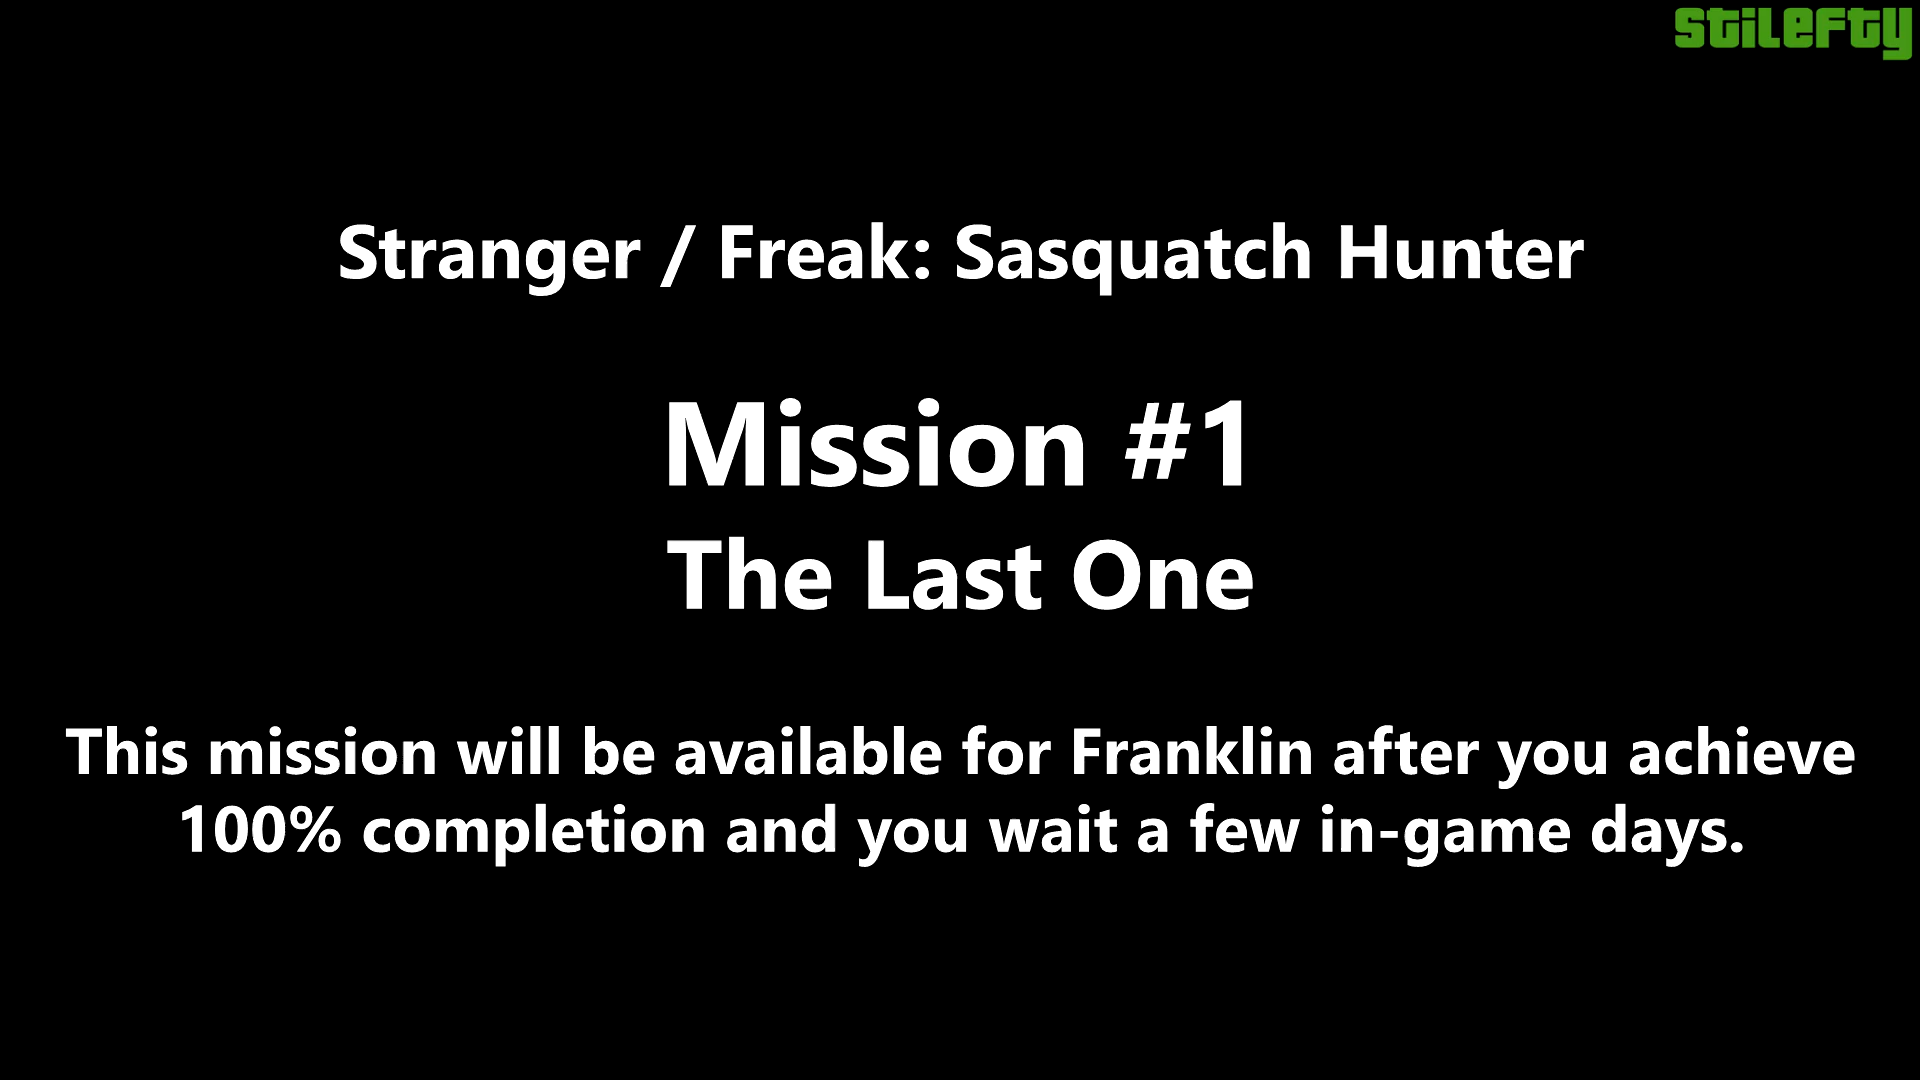 STILEFTY
Stranger / Freak: Sasquatch Hunter
Mission #1
The Last One
This mission will be available for Franklin after you achieve
100% completion and you wait a few in-game days.